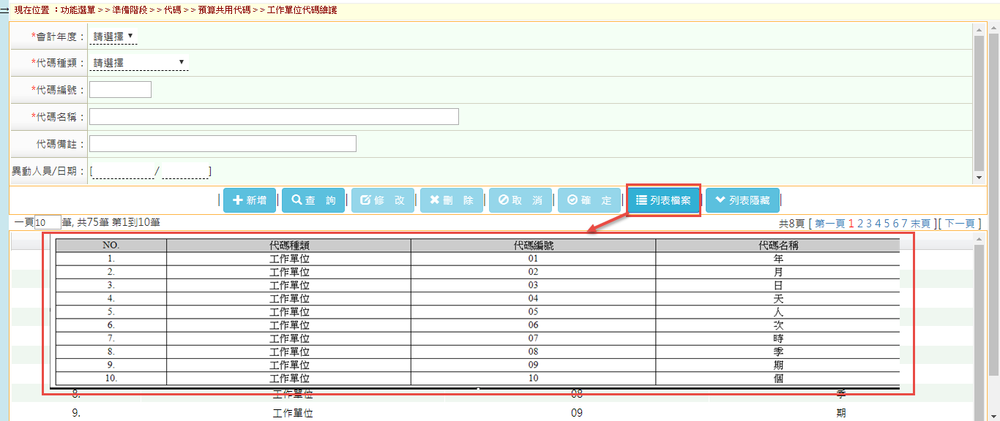 現在位置 ：功能選單 > > 準備階段 > > 代碼 > > 預算共用代碼 > > 工作單位代碼維護
*會計年度： 請選擇
*代碼種類： 請選擇
*代碼編號：
*代碼名稱：
代碼備註：
異動人員/日期： [ / ]
| 新增 | 查 詢 | 修 改 | 刪 除 | 取 消 | 確 定 | 列表檔案 | 列表隱藏 |
一頁10筆, 共75筆 第1到10筆 共8頁 [ 第一頁 1 2 3 4 5 6 7 末頁 ][ 下一頁 ]
NO. 代碼種類 代碼編號 代碼名稱
1. 工作單位 01 年
2. 工作單位 02 月
3. 工作單位 03 日
4. 工作單位 04 天
5. 工作單位 05 人
6. 工作單位 06 次
7. 工作單位 07 時
8. 工作單位 08 季
9. 工作單位 09 期
10. 工作單位 10 個
8. 工作單位 08 季
9. 工作單位 09 期